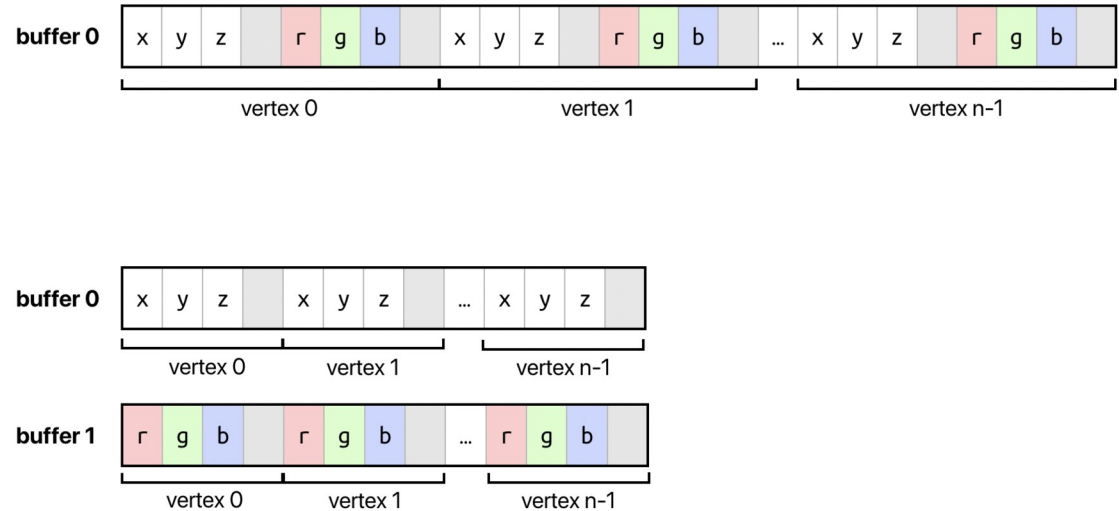 buffer 0 x y z r g b x y z r g b ... x y z r g b
vertex 0 vertex 1 vertex n-1
buffer 0 x y z x y z ... x y z
vertex 0 vertex 1 vertex n-1
buffer 1 r g b r g b ... r g b
vertex 0 vertex 1 vertex n-1